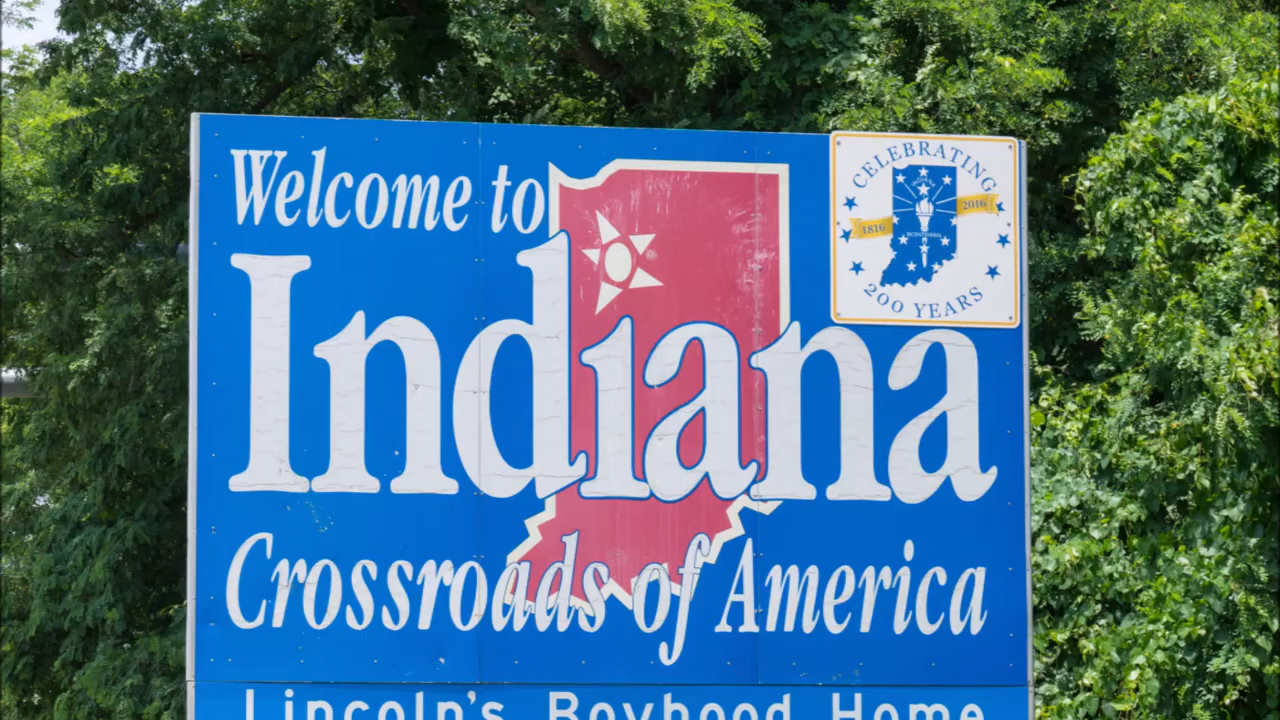 Welcome to
Indiana
Crossroads of America
Lincoln's Boyhood Home
CELEBRATING
1816
2016
BICENTENNIAL
200 YEARS